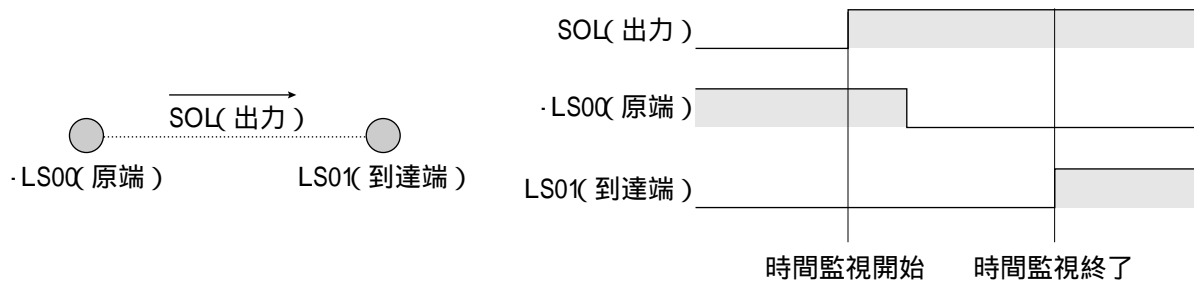 SOL(出力)
·LS00(原端)
LS01(到達端)
SOL(出力)
·LS00(原端)
LS01(到達端)
時間監視開始
時間監視終了